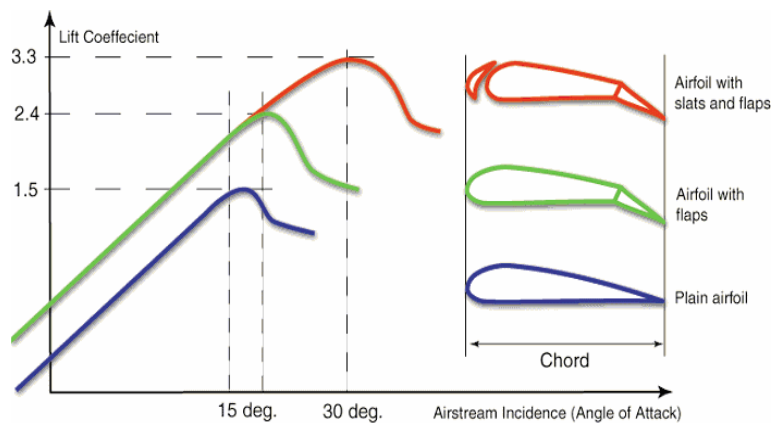 Lift Coeffecient
3.3
2.4
1.5
15 deg.
30 deg.
Airstream Incidence (Angle of Attack)
Airfoil with
slats and flaps
Airfoil with
flaps
Plain airfoil
Chord